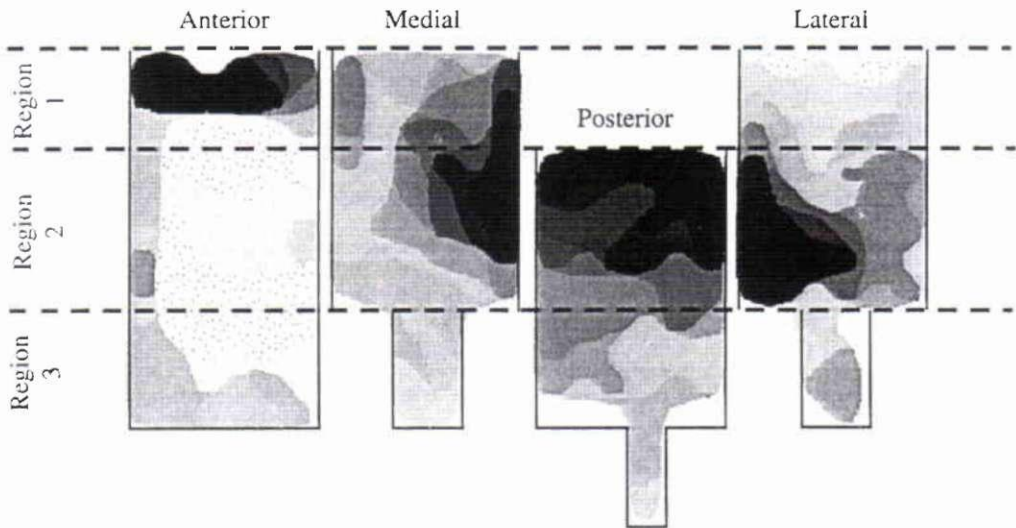 Anterior Medial Lateral
Region 1
Posterior
Region 2
Region 3